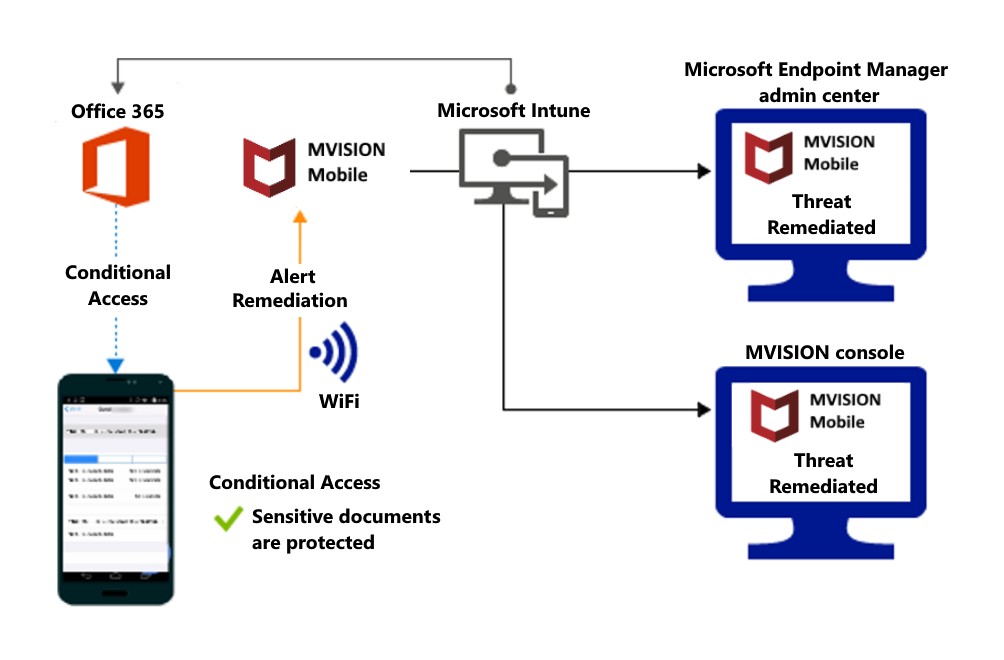 Office 365
Microsoft Intune
Microsoft Endpoint Manager
admin center
MVISION
Mobile
MVISION
Mobile
Threat
Remediated
Conditional
Access
Alert
Remediation
WiFi
MVISION console
MVISION
Mobile
Threat
Remediated
Conditional Access
Sensitive documents
are protected